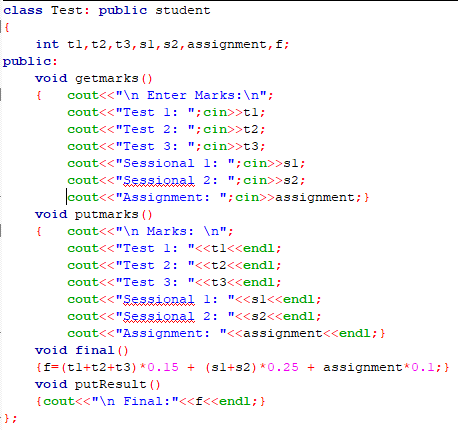 class Test: public student
{
    int t1,t2,t3,s1,s2,assignment,f;
public:
    void getmarks()
    {   cout<<"\n Enter Marks:\n";
        cout<<"Test 1: ";cin>>t1;
        cout<<"Test 2: ";cin>>t2;
        cout<<"Test 3: ";cin>>t3;
        cout<<"Sessional 1: ";cin>>s1;
        cout<<"Sessional 2: ";cin>>s2;
        cout<<"Assignment: ";cin>>assignment;}
    void putmarks()
    {   cout<<"\n Marks: \n";
        cout<<"Test 1: "<<t1<<endl;
        cout<<"Test 2: "<<t2<<endl;
        cout<<"Test 3: "<<t3<<endl;
        cout<<"Sessional 1: "<<s1<<endl;
        cout<<"Sessional 2: "<<s2<<endl;
        cout<<"Assignment: "<<assignment<<endl;}
    void final()
    {f=(t1+t2+t3)*0.15 + (s1+s2)*0.25 + assignment*0.1;}
    void putResult()
    {cout<<"\n Final:"<<f<<endl;}
};